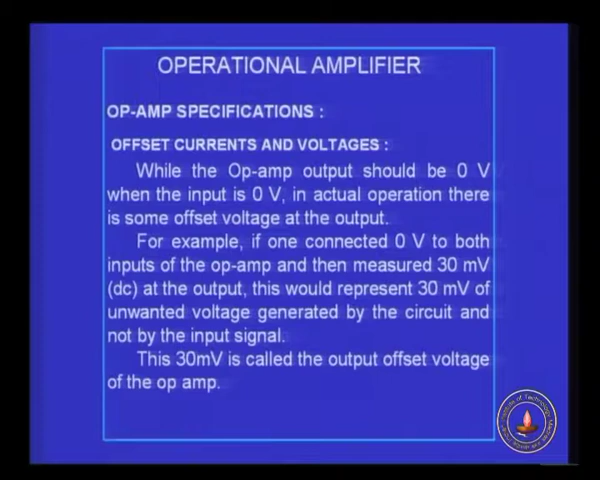 OPERATIONAL AMPLIFIER
OP-AMP SPECIFICATIONS :
OFFSET CURRENTS AND VOLTAGES :
While the Op-amp output should be 0 V
when the input is 0 V, in actual operation there
is some offset voltage at the output.
For example, if one connected 0 V to both
inputs of the op-amp and then measured 30 mV
(dc) at the output, this would represent 30 mV of
unwanted voltage generated by the circuit and
not by the input signal.
This 30mV is called the output offset voltage
of the op amp.